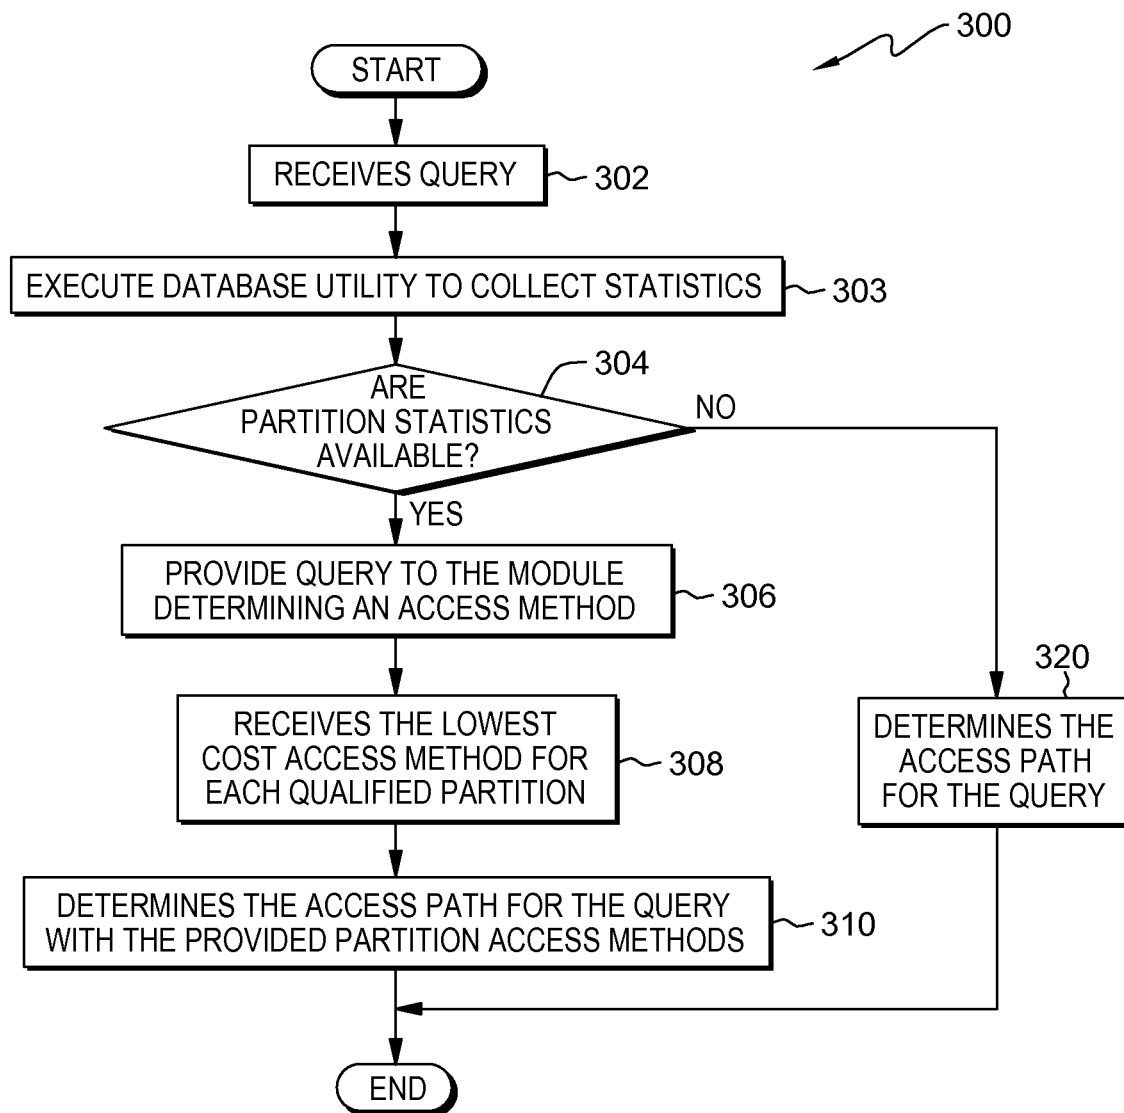 300
START
RECEIVES QUERY
302
EXECUTE DATABASE UTILITY TO COLLECT STATISTICS
303
304
ARE
PARTITION STATISTICS
AVAILABLE?
NO
YES
PROVIDE QUERY TO THE MODULE
DETERMINING AN ACCESS METHOD
306
RECEIVES THE LOWEST
COST ACCESS METHOD FOR
EACH QUALIFIED PARTITION
308
320
DETERMINES THE
ACCESS PATH
FOR THE QUERY
DETERMINES THE ACCESS PATH FOR THE QUERY
WITH THE PROVIDED PARTITION ACCESS METHODS
310
END